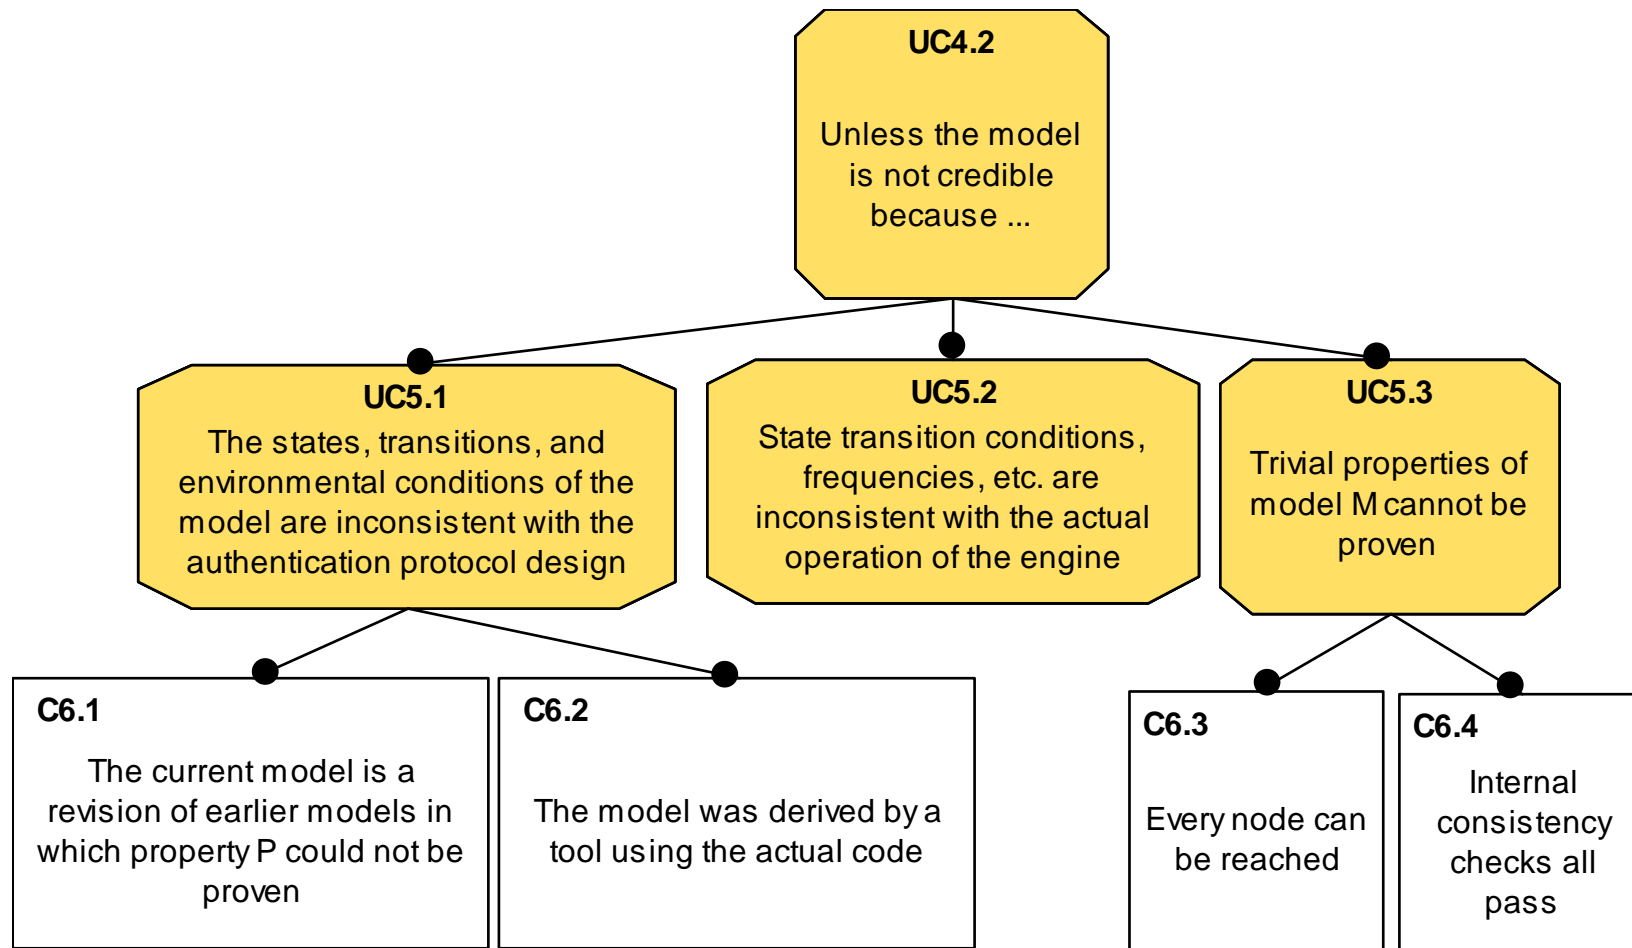 UC4.2
Unless the model
is not credible
because ...
UC5.1
The states, transitions, and
environmental conditions of the
model are inconsistent with the
authentication protocol design
UC5.2
State transition conditions,
frequencies, etc. are
inconsistent with the actual
operation of the engine
UC5.3
Trivial properties of
model M cannot be
proven
C6.1
The current model is a
revision of earlier models in
which property P could not be
proven
C6.2
The model was derived by a
tool using the actual code
C6.3
Every node can
be reached
C6.4
Internal
consistency
checks all
pass